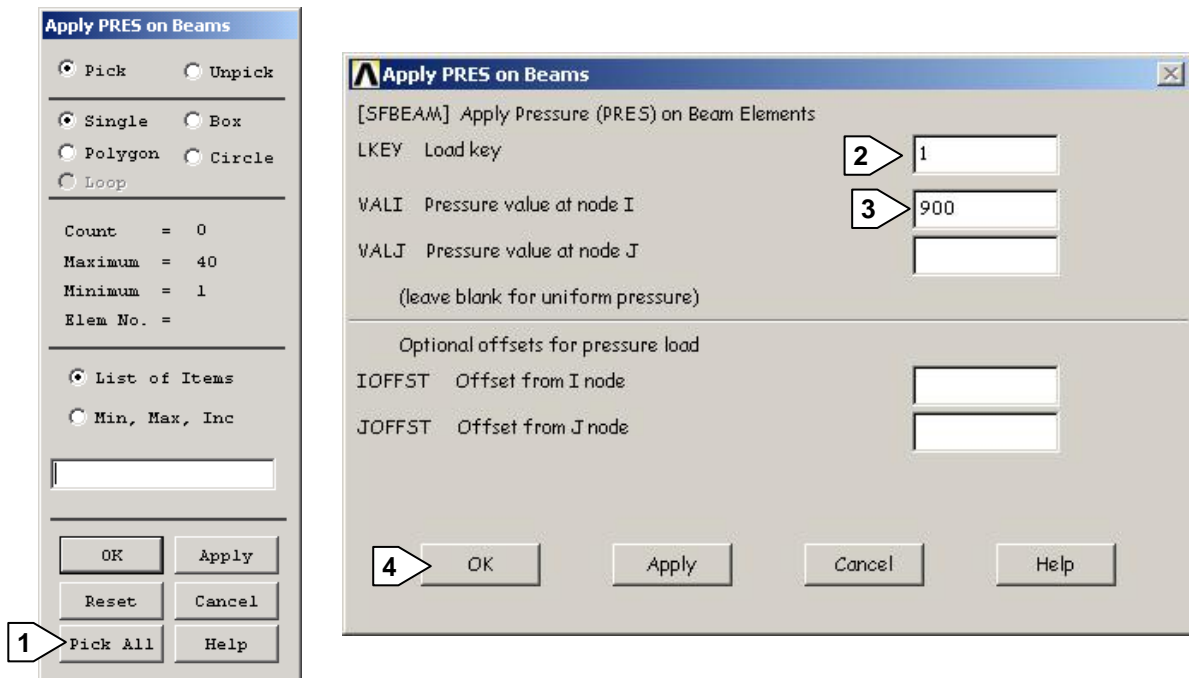 Apply PRES on Beams
Pick Unpick
Single Box
Polygon Circle
Loop
Count = 0
Maximum = 40
Minimum = 1
Elem No. =
List of Items
Min, Max, Inc
OK Apply
Reset Cancel
1 Pick All Help
Apply PRES on Beams
[SFBEAM] Apply Pressure (PRES) on Beam Elements
LKEY Load key 2 1
VALI Pressure value at node I 3 900
VALJ Pressure value at node J
(leave blank for uniform pressure)
Optional offsets for pressure load
IOFFST Offset from I node
JOFFST Offset from J node
4 OK Apply Cancel Help